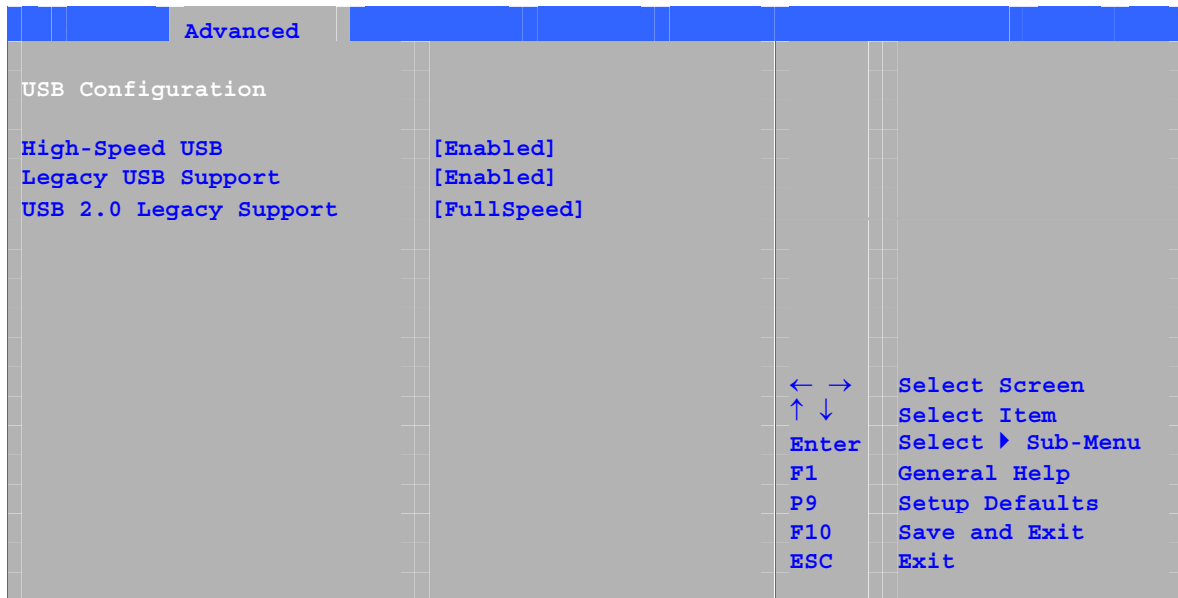 Advanced
USB Configuration
High-Speed USB [Enabled]
Legacy USB Support [Enabled]
USB 2.0 Legacy Support [FullSpeed]
← → Select Screen
↑ ↓ Select Item
Enter Select ▶ Sub-Menu
F1 General Help
P9 Setup Defaults
F10 Save and Exit
ESC Exit